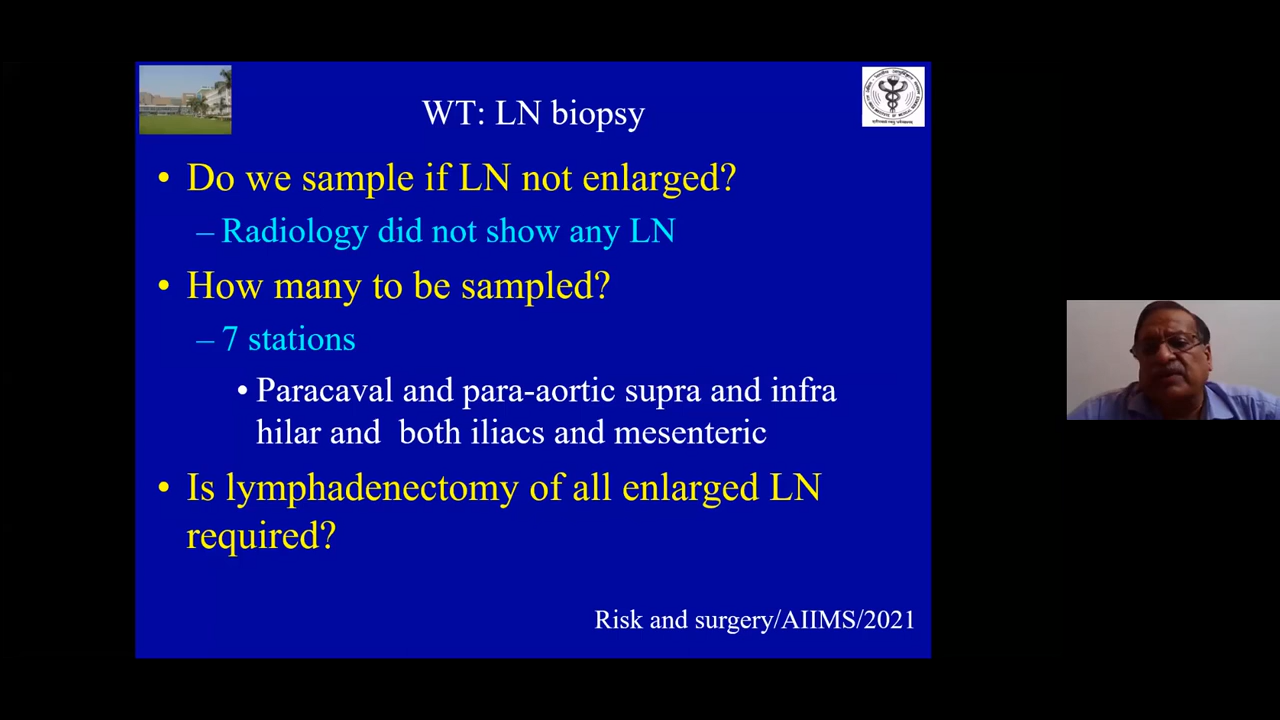 WT: LN biopsy
• Do we sample if LN not enlarged?
– Radiology did not show any LN
• How many to be sampled?
– 7 stations
• Paracaval and para-aortic supra and infra
hilar and both iliacs and mesenteric
• Is lymphadenectomy of all enlarged LN
required?
Risk and surgery/AIIMS/2021